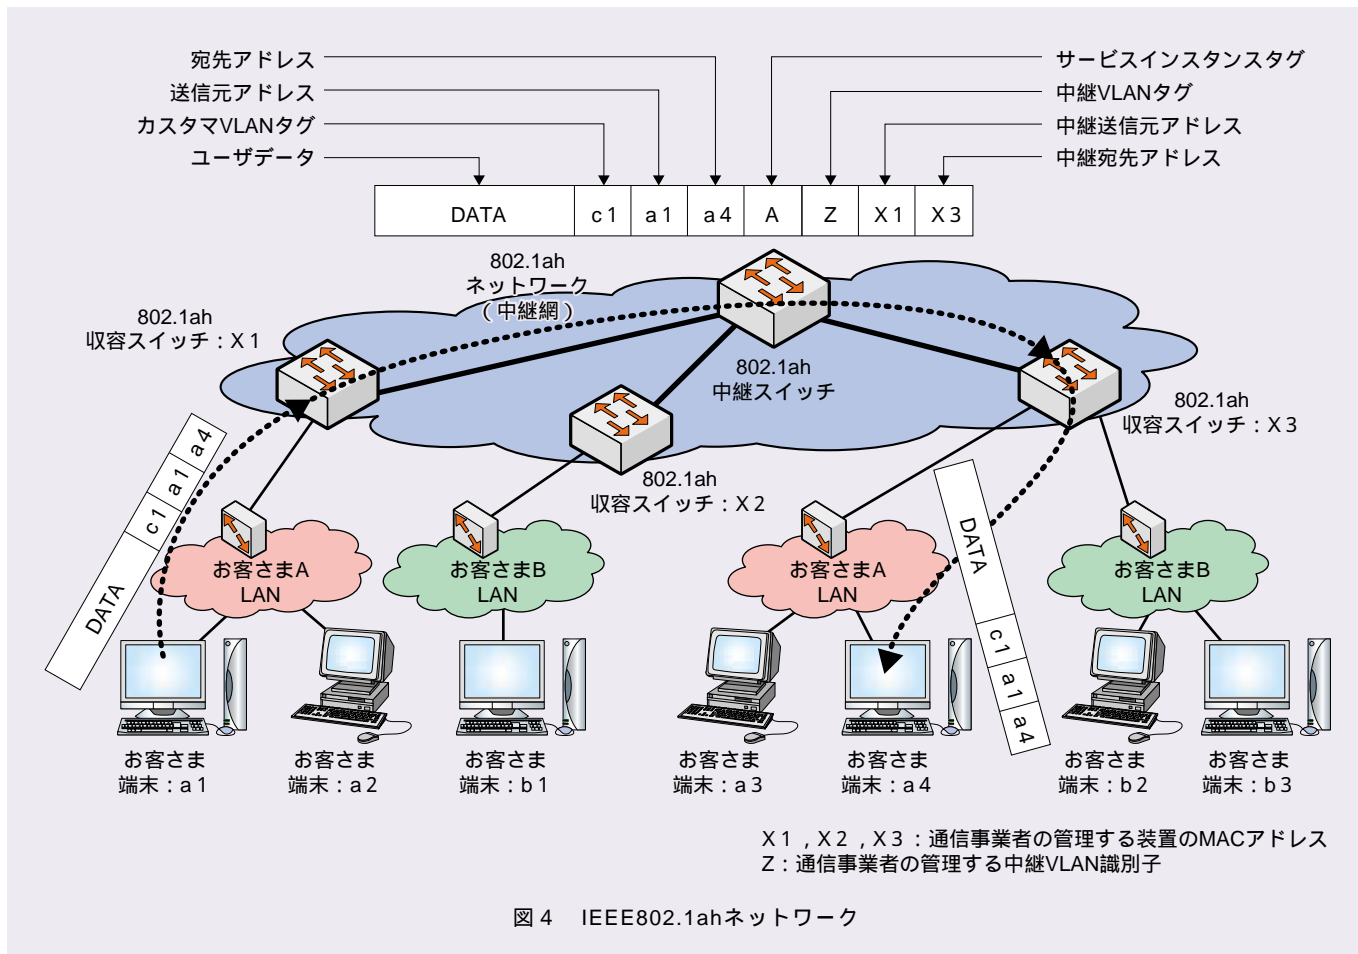 宛先アドレス
送信元アドレス
カスタマVLANタグ
ユーザデータ
サービスインスタンスタグ
中継VLANタグ
中継送信元アドレス
中継宛先アドレス
DATA c1 a1 a4 A Z X1 X3
802.1ah
ネットワーク
(中継網)
802.1ah
収容スイッチ:X1
802.1ah
中継スイッチ
802.1ah
収容スイッチ:X3
802.1ah
収容スイッチ:X2
DATA c1 a1 a4
DATA c1 a1 a4
お客さまA
LAN
お客さまB
LAN
お客さまA
LAN
お客さまB
LAN
お客さま
端末:a1
お客さま
端末:a2
お客さま
端末:b1
お客さま
端末:a3
お客さま
端末:a4
お客さま
端末:b2
お客さま
端末:b3
X1,X2,X3:通信事業者の管理する装置のMACアドレス
Z:通信事業者の管理する中継VLAN識別子
図4 IEEE802.1ahネットワーク